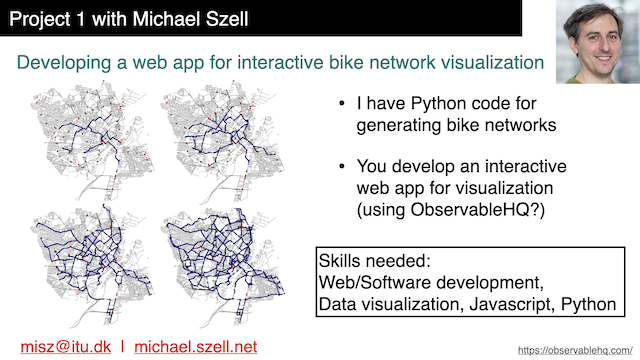 Project 1 with Michael Szell
Developing a web app for interactive bike network visualization
• I have Python code for
generating bike networks
• You develop an interactive
web app for visualization
(using ObservableHQ?)
Skills needed:
Web/Software development,
Data visualization, Javascript, Python
misz@itu.dk | michael.szell.net
https://observablehq.com/